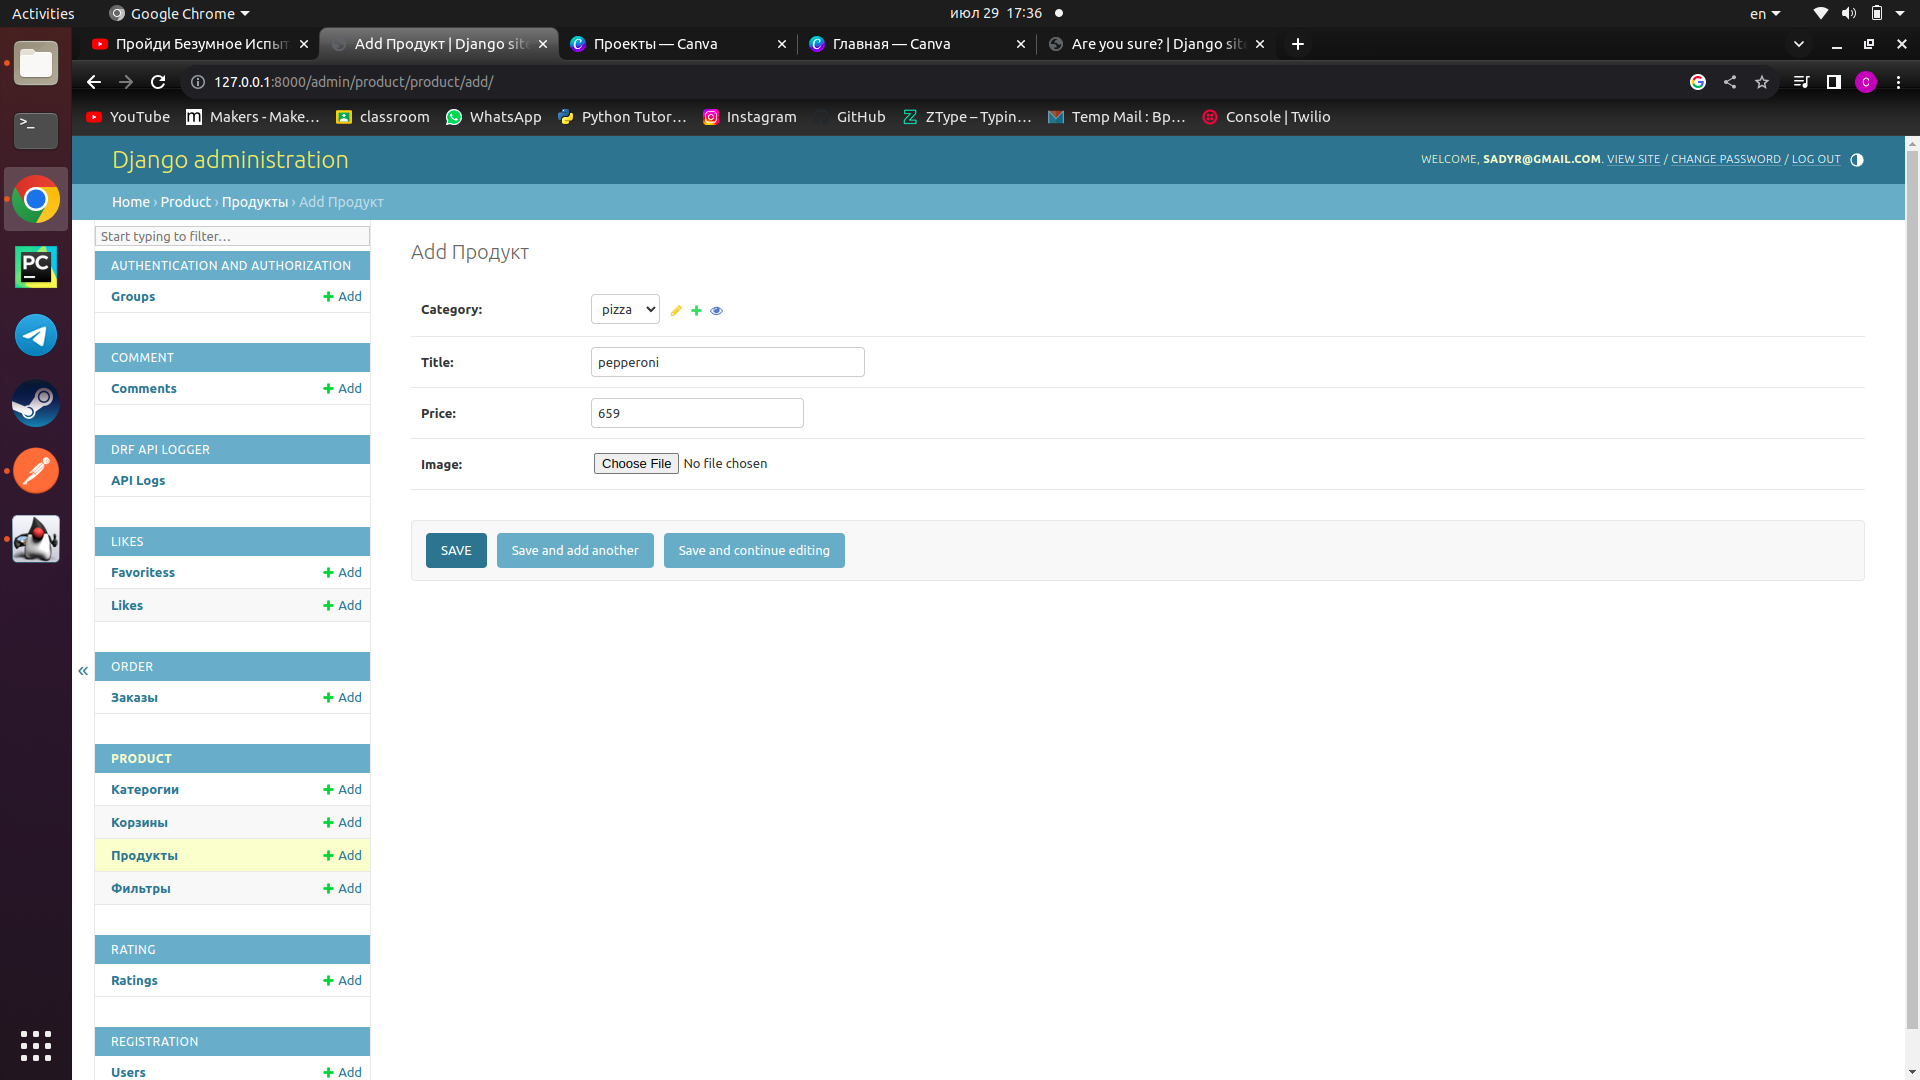 Activities
Google Chrome
июл 29 17:36
en
Пройди Безумное Испыт
Add Продукт | Django site
Проекты — Canva
Главная — Canva
Are you sure? | Django site
127.0.0.1:8000/admin/product/product/add/
C
YouTube
Makers - Make…
classroom
WhatsApp
Python Tutor…
Instagram
GitHub
ZType – Typin…
Temp Mail : Вр…
Console | Twilio
Django administration
WELCOME, SADYR@GMAIL.COM. VIEW SITE / CHANGE PASSWORD / LOG OUT
Home › Product › Продукты › Add Продукт
Start typing to filter…
AUTHENTICATION AND AUTHORIZATION
Groups
Add
COMMENT
Comments
Add
DRF API LOGGER
API Logs
LIKES
Favoritess
Add
Likes
Add
ORDER
Заказы
Add
PRODUCT
Катерогии
Add
Корзины
Add
Продукты
Add
Фильтры
Add
RATING
Ratings
Add
REGISTRATION
Users
Add
«
Add Продукт
Category:
pizza
Title:
pepperoni
Price:
659
Image:
Choose File No file chosen
SAVE
Save and add another
Save and continue editing
PC